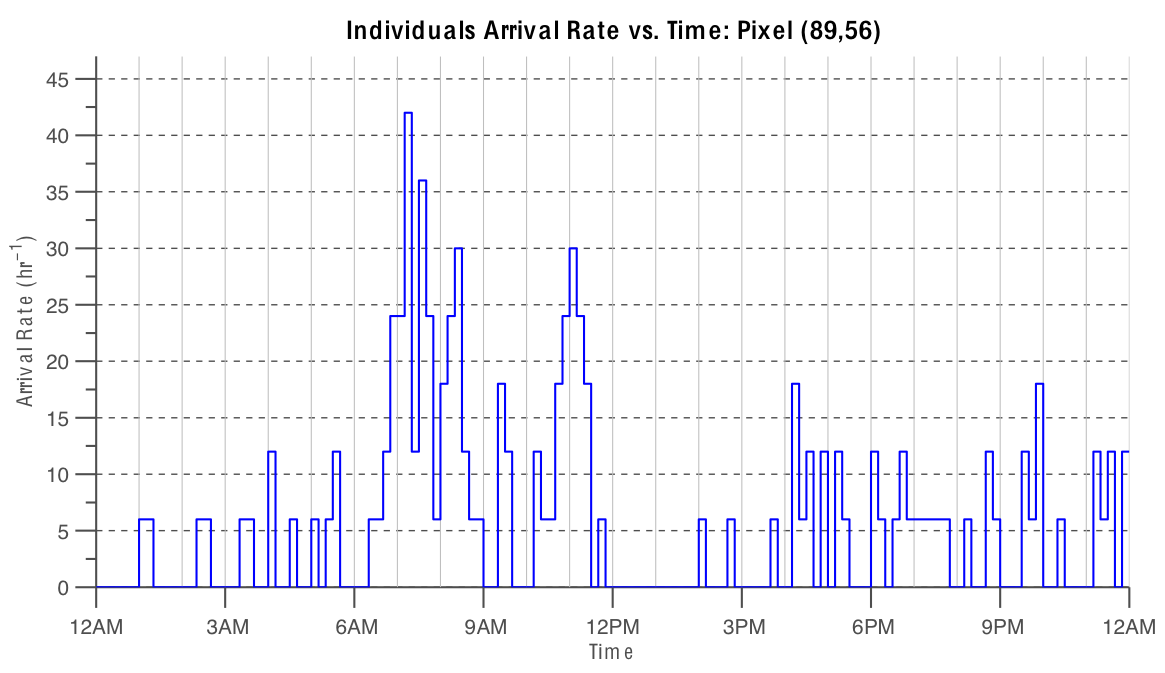 Individuals Arrival Rate vs. Time: Pixel (89,56)
Arrival Rate (hr⁻¹)
45
40
35
30
25
20
15
10
5
0
12AM 3AM 6AM 9AM 12PM 3PM 6PM 9PM 12AM
Time